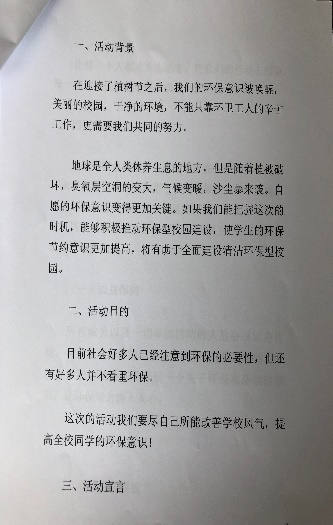 一、活动背景
在迎接了植树节之后，我们的环保意识被唤醒，
美丽的校园，干净的环境，不能只靠环卫工人的辛苦
工作，更需要我们共同的努力。
地球是全人类休养生息的地方，但是随着植被破
坏，臭氧层空洞的变大，气候变暖，沙尘暴来袭。自
愿的环保意识变得更加关键。如果我们能把握这次的
时机，能够积极推动环保型校园建设，使学生的环保
节约意识更加提高，将有助于全面建设清洁环保型校
园。
二、活动目的
目前社会好多人已经注意到环保的必要性，但还
有好多人并不看重环保。
这次的活动我们要尽自己所能改善学校风气，提
高全校同学的环保意识！
三、活动宣言